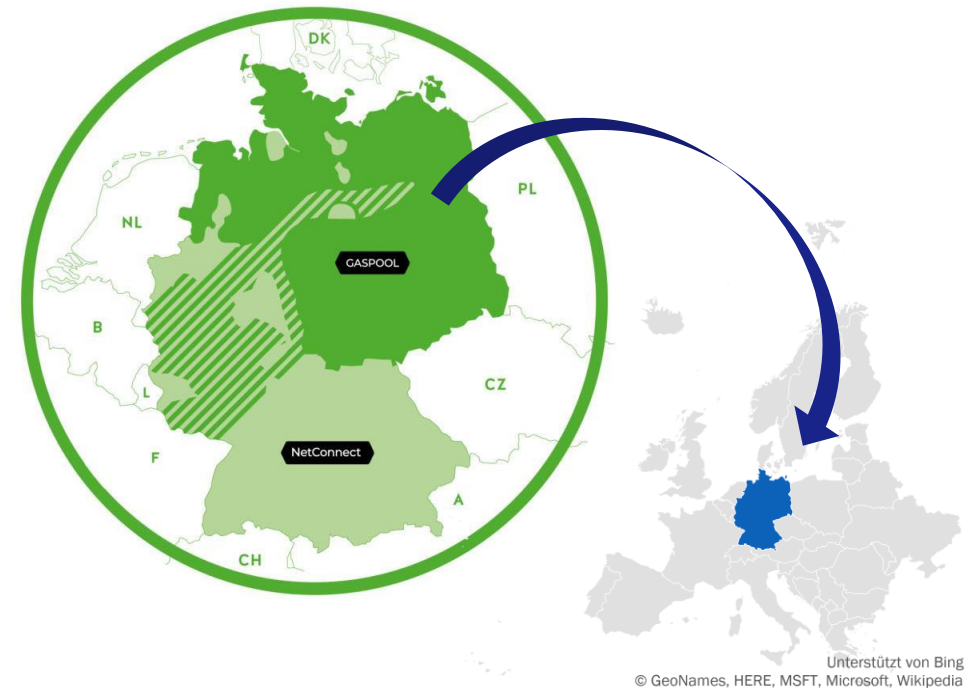 DK
PL
NL
GASPOOL
B
CZ
L
NetConnect
F
A
CH
Unterstützt von Bing
© GeoNames, HERE, MSFT, Microsoft, Wikipedia